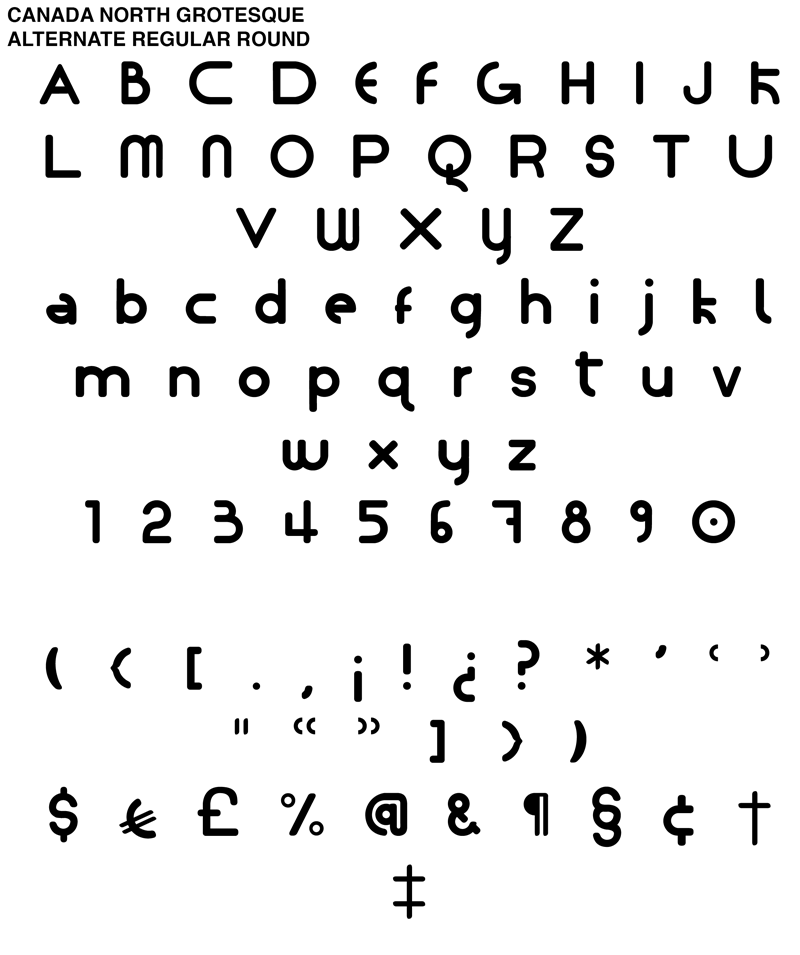 CANADA NORTH GROTESQUE
ALTERNATE REGULAR ROUND
A B C D E F G H I J K
L M N O P Q R S T U
V W X Y Z
a b c d e f g h i j k l
m n o p q r s t u v
w x y z
1 2 3 4 5 6 7 8 9 0
( { [ . , ¡ ! ¿ ? * ’ ‘ ’
" “ ” ] } )
$ € £ % @ & ¶ § ¢ †
‡